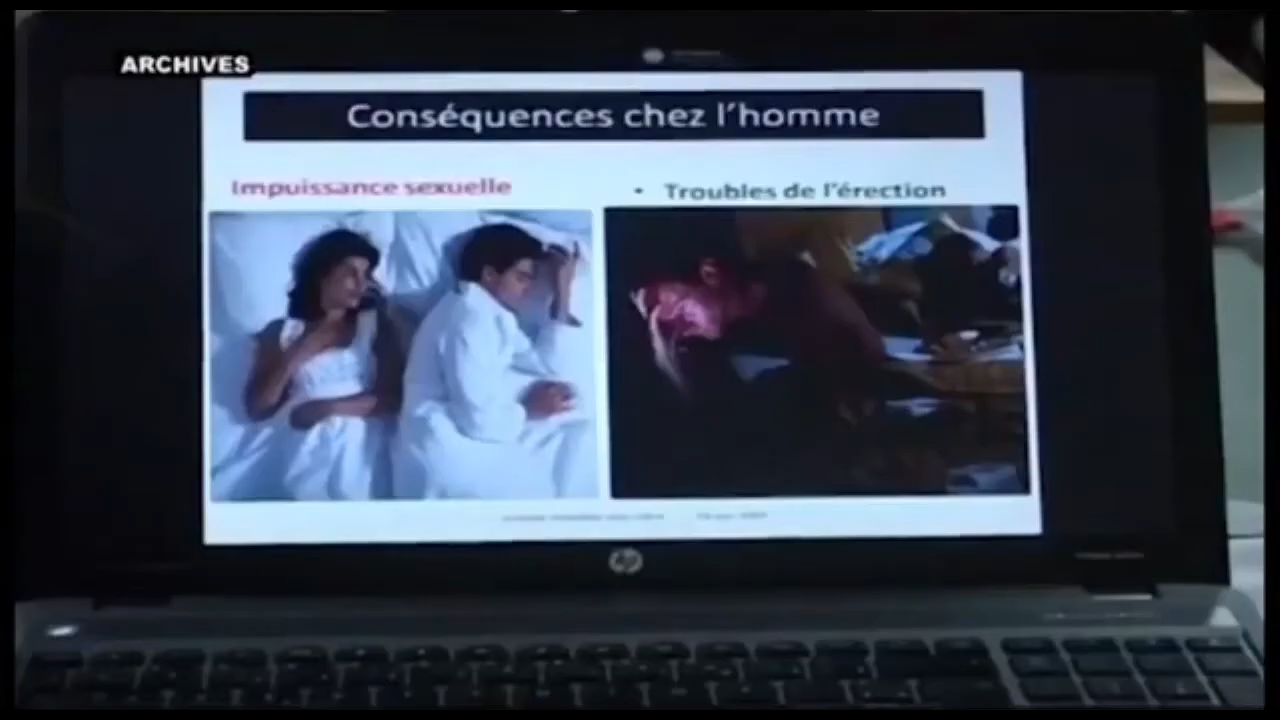 ARCHIVES
Conséquences chez l'homme
Impuissance sexuelle
• Troubles de l'érection
hp